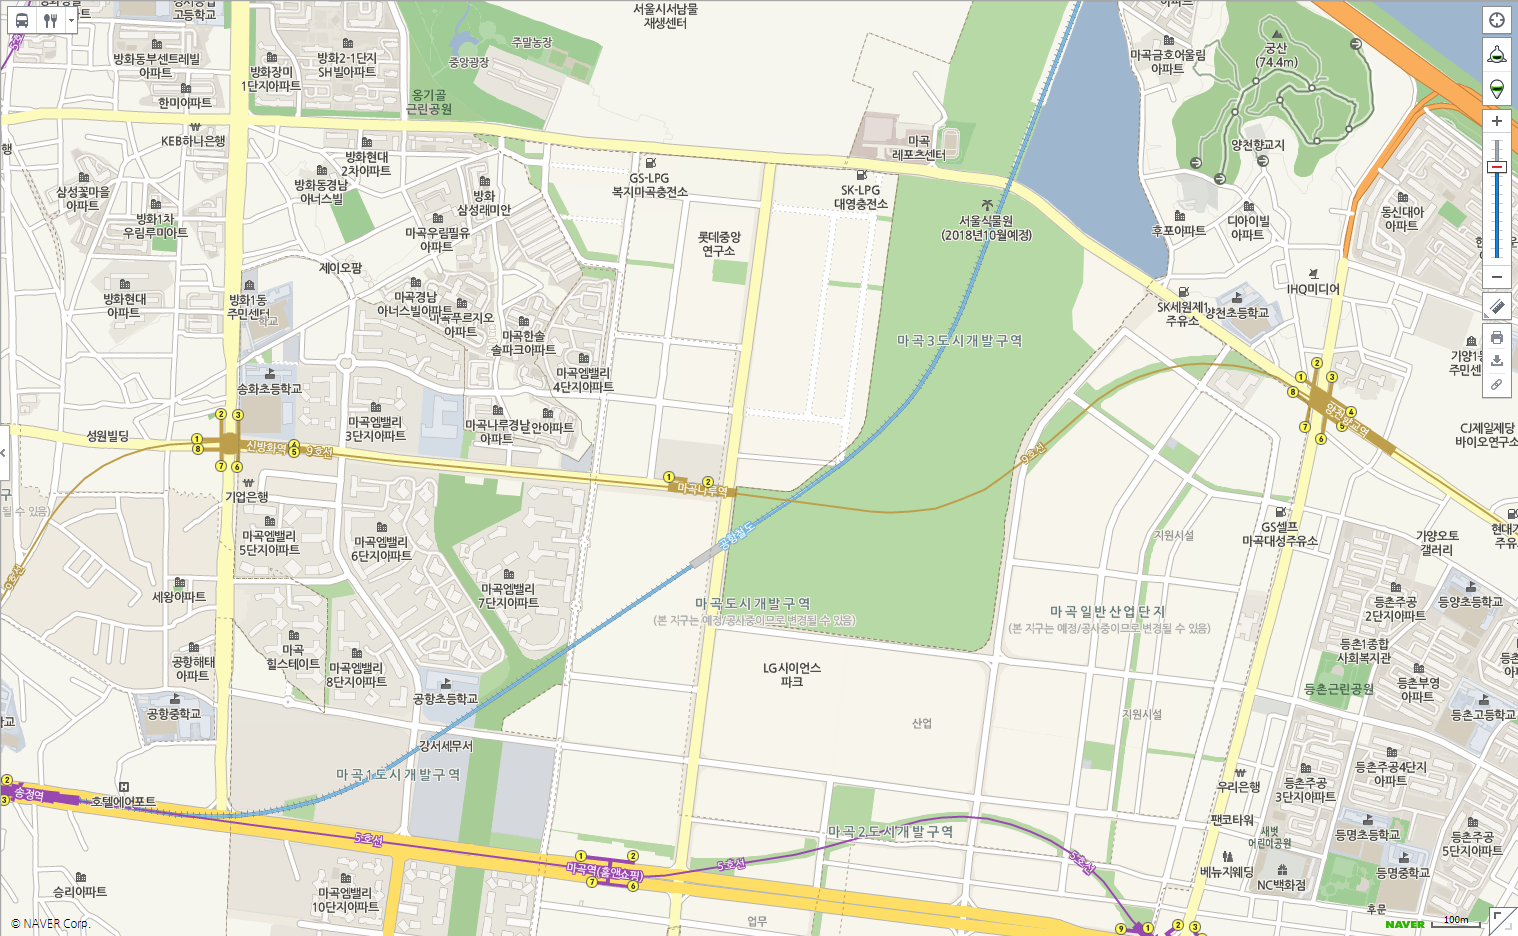 서울시서남물
재생센터
고등학교
아파트
주말농장
중앙광장
방화동부센트레빌
아파트
한미아파트
방화장미
1단지아파트
방화2-1단지
SH빌아파트
옹기골
근린공원
마곡금호어울림
아파트
궁산
(74.4m)
양천향교지
KEB하나은행
방화현대
2차아파트
방화동경남
아너스빌
방화
삼성래미안
삼성꽃마을
아파트
방화1차
우림루미아트
마곡우림필유
아파트
GS-LPG
복지마곡충전소
SK-LPG
대영충전소
마곡
레포츠센터
서울식물원
(2018년10월예정)
롯데중앙
연구소
후포아파트
디아이빌
아파트
동신대아
아파트
제이오팜
방화현대
아파트
방화1동
주민센터
마곡경남
아너스빌아파트
마곡푸르지오
아파트
마곡한솔
솔파크아파트
마곡엠밸리
4단지아파트
마곡3도시개발구역
SK세원제1
주유소
양천초등학교
IHQ미디어
기양1동
주민센
송화초등학교
마곡엠밸리
3단지아파트
마곡나루경남
아파트
성원빌딩
신방화역
9호선
마곡나루역
공항철도
9호선
양천향교역
CJ제일제당
바이오연구소
기업은행
마곡엠밸리
5단지아파트
마곡엠밸리
6단지아파트
마곡엠밸리
7단지아파트
9호선
될 수 있음)
지원시설
GS셀프
마곡대성주유소
가양오토
갤러리
세왕아파트
마곡도시개발구역
(본 지구는 예정/공사중이므로 변경될 수 있음)
마곡일반산업단지
(본 지구는 예정/공사중이므로 변경될 수 있음)
등촌주공
2단지아파트
등양초등학교
공항해태
아파트
마곡
힐스테이트
마곡엠밸리
8단지아파트
공항초등학교
공항중학교
LG사이언스
파크
산업
지원시설
등촌1종합
사회복지관
등촌근린공원
등촌부영
아파트
등촌고등학교
강서세무서
마곡1도시개발구역
송정역
호텔에어포트
5호선
마곡역(홈앤쇼핑)
5호선
마곡2도시개발구역
5호선
우리은행
팬코타워
등촌주공
3단지아파트
등촌주공4단지
아파트
새벗
어린이공원
등명초등학교
등촌주공
5단지아파트
베뉴지웨딩
NC백화점
등명중학교
승리아파트
마곡엠밸리
10단지아파트
업무
후문
© NAVER Corp.
NAVER
100m